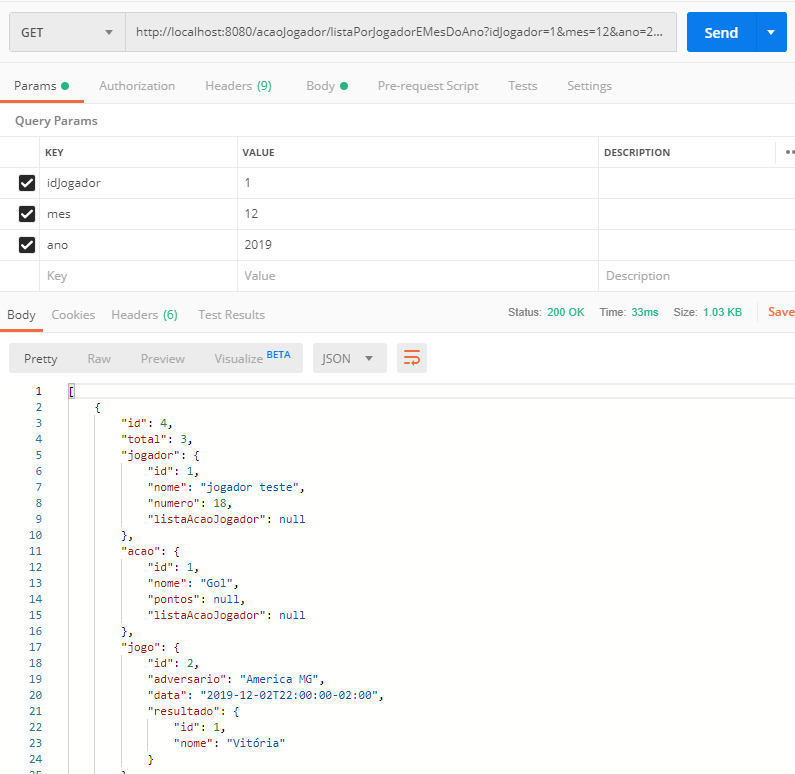 GET http://localhost:8080/acaoJogador/listaPorJogadorEMesDoAno?idJogador=1&mes=12&ano=2... Send
Params Authorization Headers (9) Body Pre-request Script Tests Settings
Query Params
KEY VALUE DESCRIPTION
idJogador 1
mes 12
ano 2019
Key Value Description
Body Cookies Headers (6) Test Results Status: 200 OK Time: 33ms Size: 1.03 KB Save
Pretty Raw Preview Visualize BETA JSON
1 [
2 {
3 "id": 4,
4 "total": 3,
5 "jogador": {
6 "id": 1,
7 "nome": "jogador teste",
8 "numero": 18,
9 "listaAcaoJogador": null
10 },
11 "acao": {
12 "id": 1,
13 "nome": "Gol",
14 "pontos": null,
15 "listaAcaoJogador": null
16 },
17 "jogo": {
18 "id": 2,
19 "adversario": "America MG",
20 "data": "2019-12-02T22:00:00-02:00",
21 "resultado": {
22 "id": 1,
23 "nome": "Vitória"
24 }